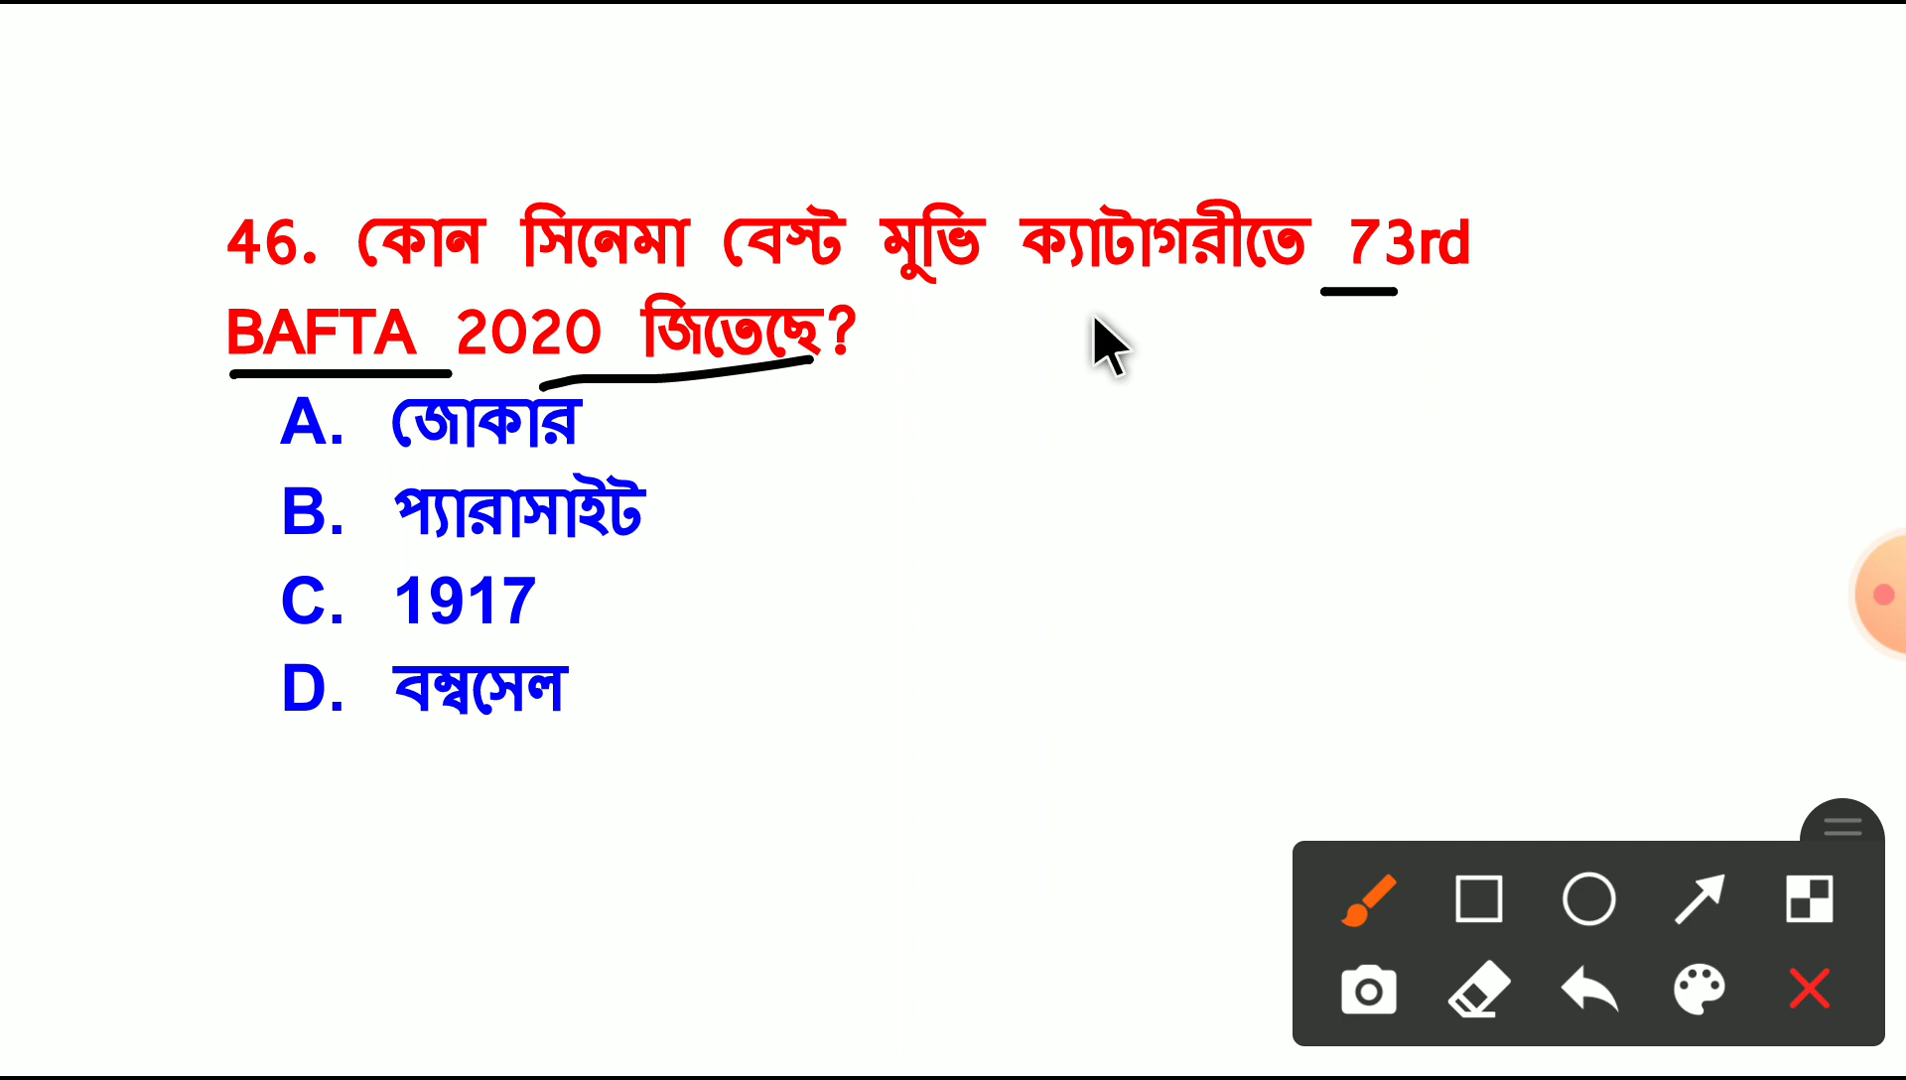 46. কোন সিনেমা বেস্ট মুভি ক্যাটাগরীতে 73rd
BAFTA 2020 জিতেছে?
A. জোকার
B. প্যারাসাইট
C. 1917
D. বম্বসেল